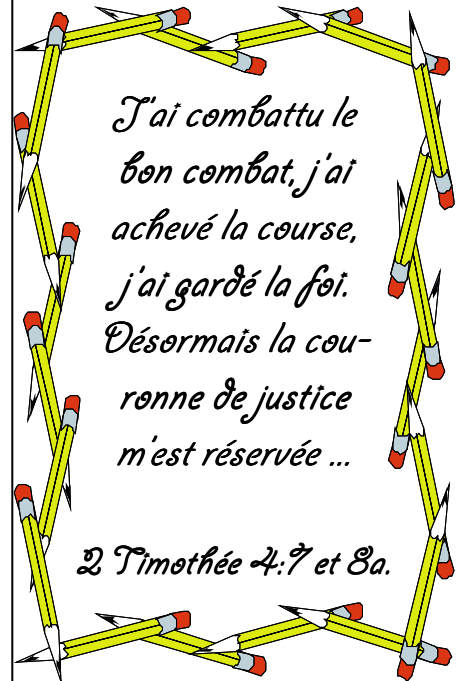 J'ai combattu le
bon combat, j'ai
achevé la course,
j'ai gardé la foi.
Désormais la cou-
ronne de justice
m'est réservée ...
2 Timothée 4:7 et 8a.